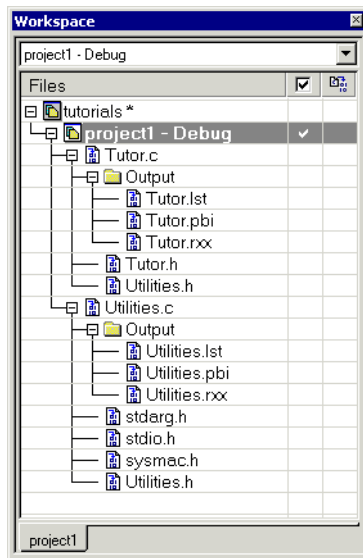 Workspace
project1 - Debug
Files
tutorials *
project1 - Debug
Tutor.c
Output
Tutor.lst
Tutor.pbi
Tutor.rxx
Tutor.h
Utilities.h
Utilities.c
Output
Utilities.lst
Utilities.pbi
Utilities.rxx
stdarg.h
stdio.h
sysmac.h
Utilities.h
project1